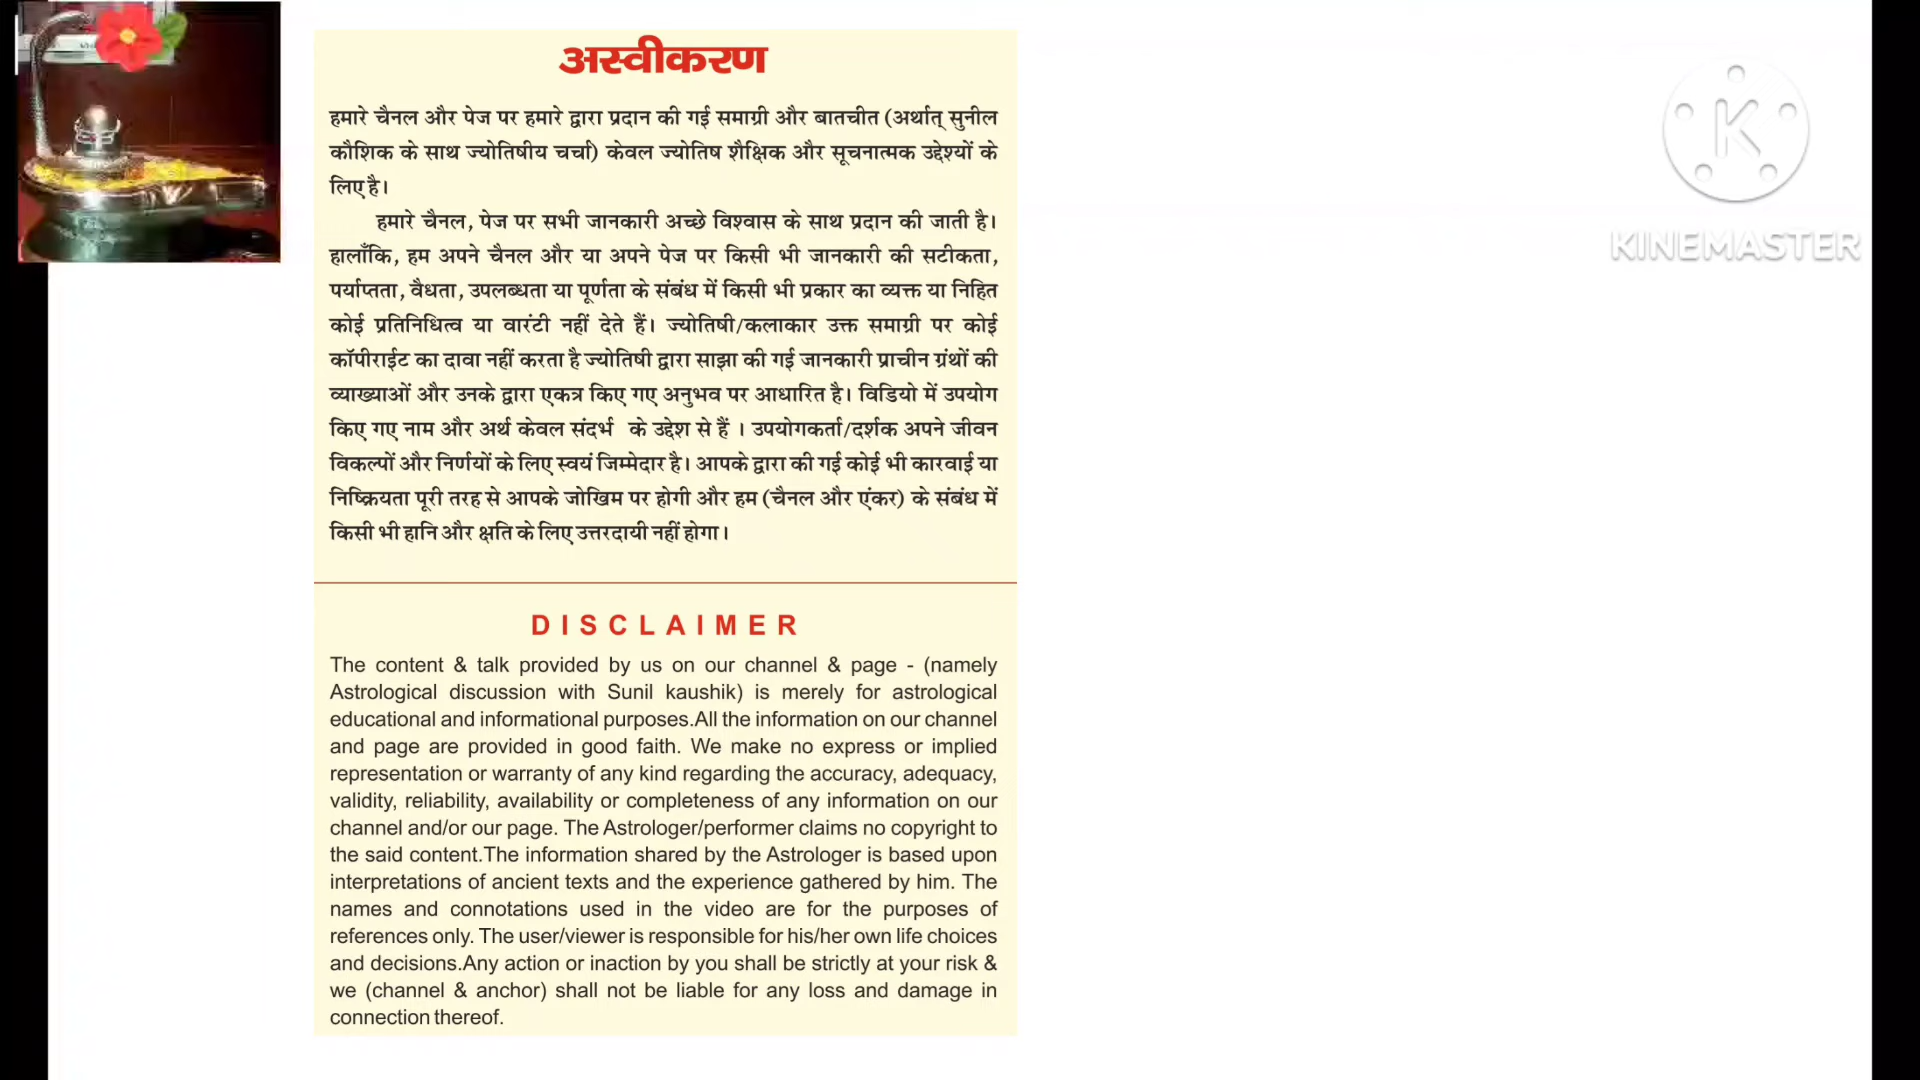 अस्वीकरण
हमारे चैनल और पेज पर हमारे द्वारा प्रदान की गई समाग्री और बातचीत (अर्थात् सुनील
कौशिक के साथ ज्योतिषीय चर्चा) केवल ज्योतिष शैक्षिक और सूचनात्मक उद्देश्यों के
लिए है।
हमारे चैनल, पेज पर सभी जानकारी अच्छे विश्वास के साथ प्रदान की जाती है।
हालाँकि, हम अपने चैनल और या अपने पेज पर किसी भी जानकारी की सटीकता,
पर्याप्तता, वैधता, उपलब्धता या पूर्णता के संबंध में किसी भी प्रकार का व्यक्त या निहित
कोई प्रतिनिधित्व या वारंटी नहीं देते हैं। ज्योतिषी/कलाकार उक्त समाग्री पर कोई
कॉपीराईट का दावा नहीं करता है ज्योतिषी द्वारा साझा की गई जानकारी प्राचीन ग्रंथों की
व्याख्याओं और उनके द्वारा एकत्र किए गए अनुभव पर आधारित है। विडियो में उपयोग
किए गए नाम और अर्थ केवल संदर्भ के उद्देश से हैं । उपयोगकर्ता/दर्शक अपने जीवन
विकल्पों और निर्णयों के लिए स्वयं जिम्मेदार है। आपके द्वारा की गई कोई भी कारवाई या
निष्क्रियता पूरी तरह से आपके जोखिम पर होगी और हम (चैनल और एंकर) के संबंध में
किसी भी हानि और क्षति के लिए उत्तरदायी नहीं होगा।
DISCLAIMER
The content & talk provided by us on our channel & page - (namely
Astrological discussion with Sunil kaushik) is merely for astrological
educational and informational purposes.All the information on our channel
and page are provided in good faith. We make no express or implied
representation or warranty of any kind regarding the accuracy, adequacy,
validity, reliability, availability or completeness of any information on our
channel and/or our page. The Astrologer/performer claims no copyright to
the said content.The information shared by the Astrologer is based upon
interpretations of ancient texts and the experience gathered by him. The
names and connotations used in the video are for the purposes of
references only. The user/viewer is responsible for his/her own life choices
and decisions.Any action or inaction by you shall be strictly at your risk &
we (channel & anchor) shall not be liable for any loss and damage in
connection thereof.
K
KINEMASTER